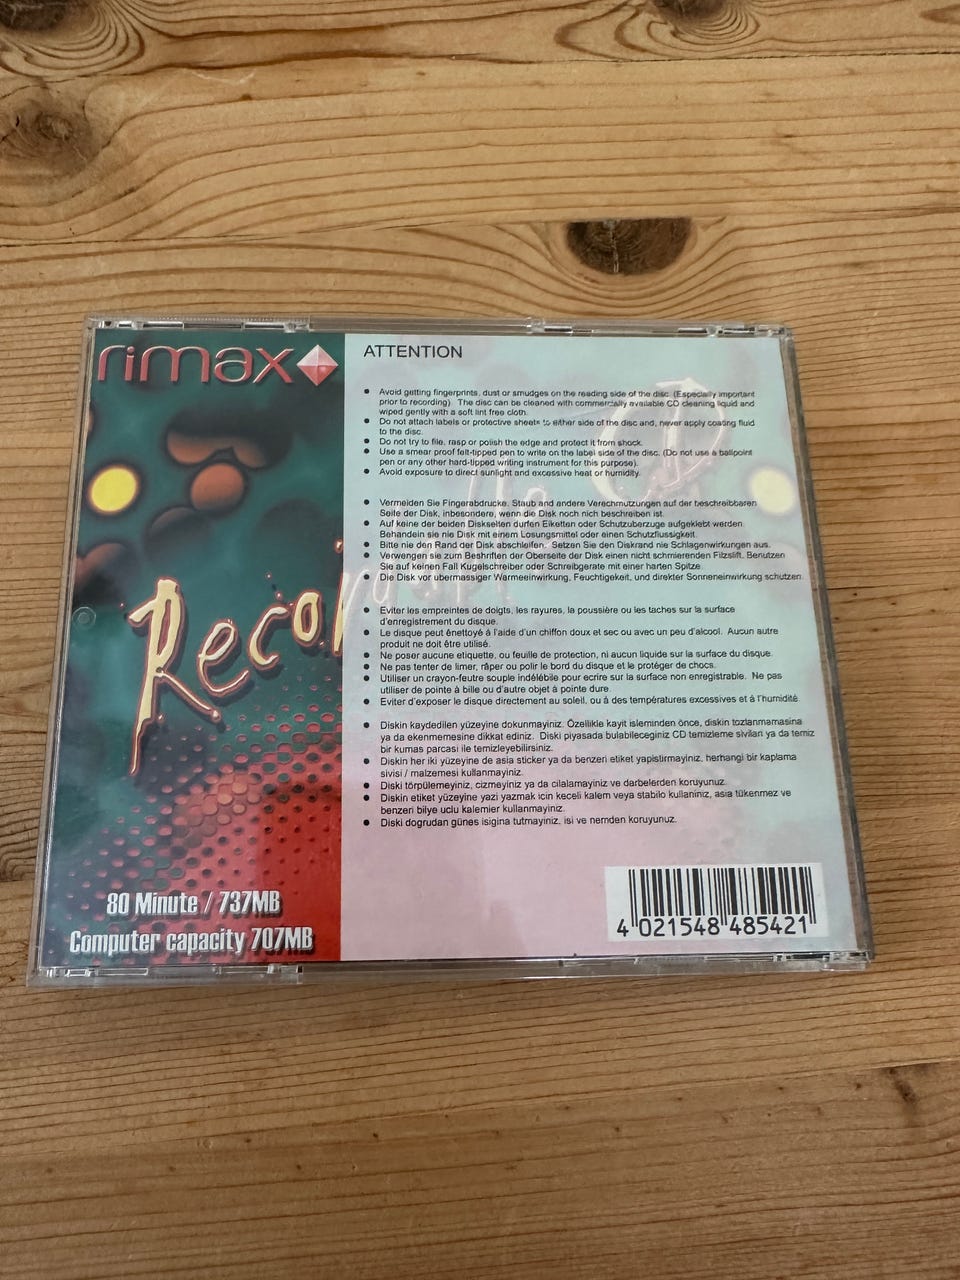 rimax
ATTENTION
• Avoid getting fingerprints, dust or smudges on the reading side of the disc. (Especially important
prior to recording). The disc can be cleaned with commercially available CD cleaning liquid and
wiped gently with a soft lint free cloth.
• Do not attach labels or protective sheets to either side of the disc and, never apply coating fluid
to the disc.
• Do not try to file, rasp or polish the edge and protect it from shock.
• Use a smear proof felt-tipped pen to write on the label side of the disc. (Do not use a ballpoint
pen or any other hard-tipped writing instrument for this purpose).
• Avoid exposure to direct sunlight and excessive heat or humidity.
• Vermeiden Sie Fingerabdrucke. Staub and andere Verechmutzungen auf der beschreibbaren
Seite der Disk, inbesondere, wenn die Disk noch nich beschreiben ist.
• Auf keine der beiden Diskselten durfen Eiketten oder Schutzuberzuge aufgeklebt werden.
Behandeln sie nie Disk mit einem Losungsmittel oder einen Schutzflussigkeit.
• Bitte nie den Rand der Disk abschleifen. Setzen Sie den Diskrand nie Schlagenwirkungen aus.
• Verwengen sie zum Beshriften der Oberseite der Disk einen nicht schmierenden Filzslift. Benutzen
Sie auf keinen Fall Kugelschreiber oder Schreibgerate mit einer harten Spitze.
• Die Disk vor ubermassiger Warmeeinwirkung, Feuchtigekeit, und direkter Sonneneinwirkung schutzen.
• Eviter les empreintes de doigts, les rayures, la poussière ou les taches sur la surface
d'enregistrement du disque.
• Le disque peut ênettoyé à l'aide d'un chiffon doux et sec ou avec un peu d'alcool. Aucun autre
produit ne doit être utilisé.
• Ne poser aucune etiquette, ou feuille de protection, ni aucun liquide sur la surface du disque.
• Ne pas tenter de limer, râper ou polir le bord du disque et le protéger de chocs.
• Utiliser un crayon-feutre souple indélébile pour ecrire sur la surface non enregistrable. Ne pas
utiliser de pointe à bille ou d'autre objet à pointe dure.
• Eviter d'exposer le disque directement au soleil, ou à des températures excessives et à l'humidité.
• Diskin kaydedilen yüzeyine dokunmayiniz. Özellikle kayit isleminden önce, diskin tozlanmamasina
ya da ekenmemesine dikkat ediniz. Diski piyasada bulabileceginiz CD temizleme sivilari ya da temiz
bir kumas parcasi ile temizleyebilirsiniz.
• Diskin her iki yüzeyine de asia sticker ya da benzeri etiket yapistirmayiniz, herhangi bir kaplama
sivisi / malzemesi kullanmayiniz.
• Diski törpülemeyiniz, cizmeyiniz ya da cilalamayiniz ve darbelerden koruyunuz.
• Diskin etiket yüzeyine yazi yazmak icin keceli kalem veya stabilo kullaniniz, asia tükenmez ve
benzeri bilye uclu kalemier kullanmayiniz.
• Diski dogrudan günes isigina tutmayiniz, isi ve nemden koruyunuz.
Recordable CD
80 Minute / 737MB
Computer capacity 707MB
4 021548 485421